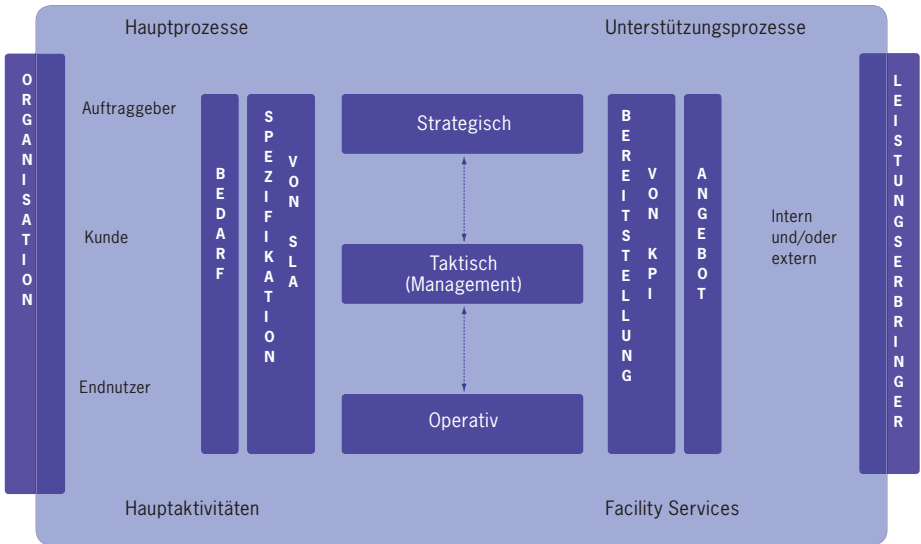 Hauptprozesse
Unterstützungsprozesse
ORGANISATION
Auftraggeber
Kunde
Endnutzer
BEDARF
SPEZIFIKATION
VON SLA
Strategisch
Taktisch
(Management)
Operativ
BEREITSTELLUNG
VON KPI
ANGEBOT
Intern
und/oder
extern
LEISTUNGSERBRINGER
Hauptaktivitäten
Facility Services